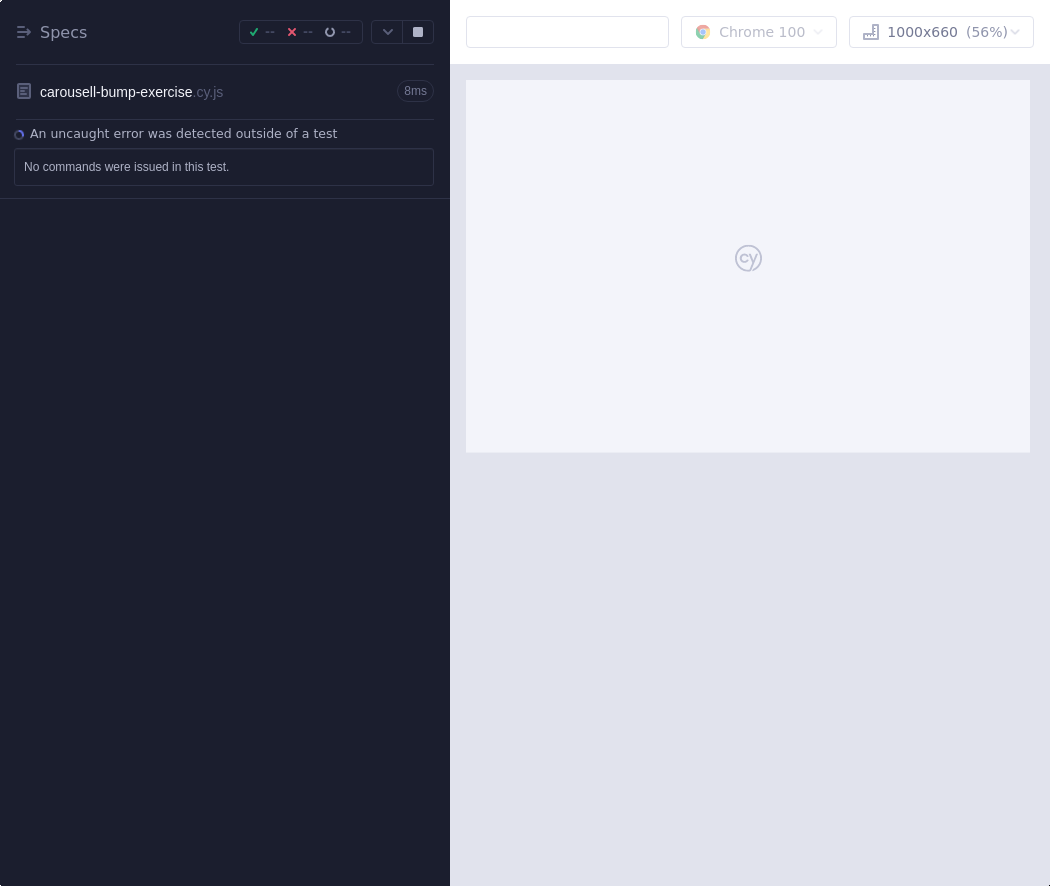 Specs
-- -- --
Chrome 100
1000x660 (56%)
carousell-bump-exercise.cy.js
8ms
An uncaught error was detected outside of a test
No commands were issued in this test.
cy